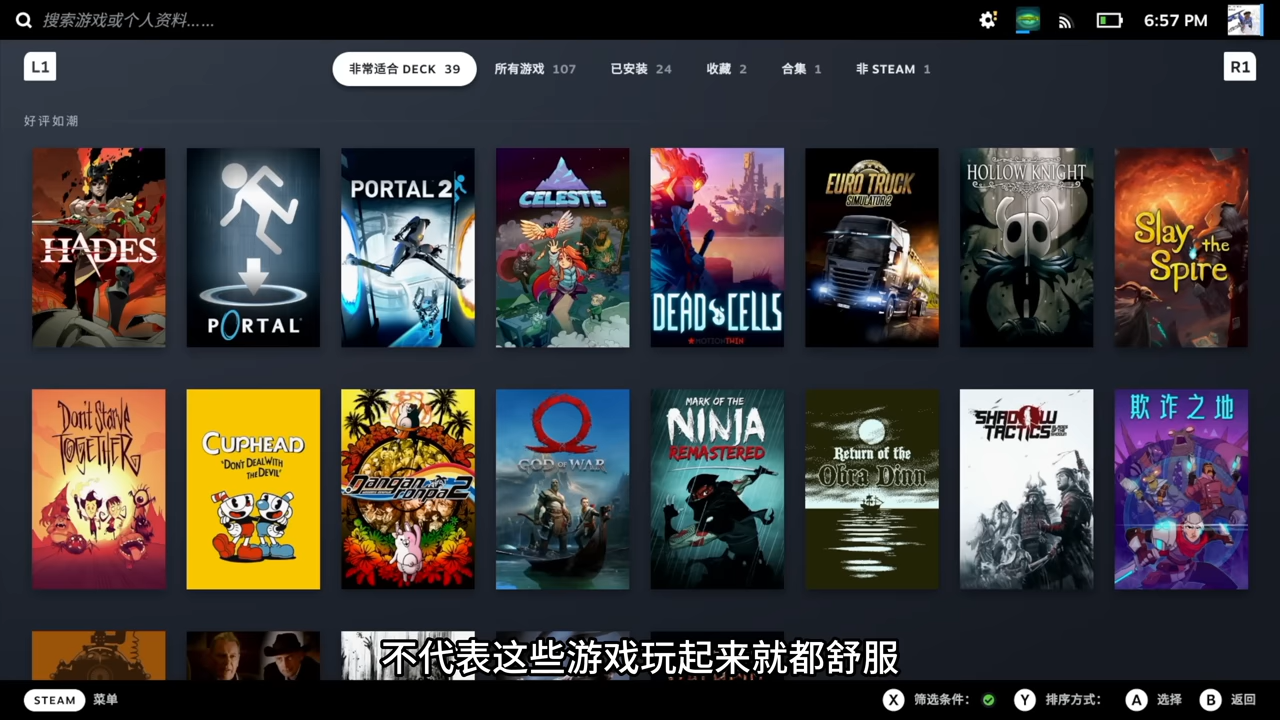 搜索游戏或个人资料......
6:57 PM
L1
非常适合 DECK 39
所有游戏 107
已安装 24
收藏 2
合集 1
非 STEAM 1
R1
好评如潮
HADES
PORTAL
PORTAL 2
CELESTE
DEAD CELLS
MOTIONTWIN
EURO TRUCK
SIMULATOR 2
HOLLOW KNIGHT
Slay the Spire
Don't Starve
TOGETHER
CUPHEAD
"DON'T DEAL WITH
THE DEVIL"
Danganronpa 2
GOD OF WAR
MARK OF THE
NINJA
REMASTERED
Return of the
Obra Dinn
SHADOW
TACTICS
欺诈之地
不代表这些游戏玩起来就都舒服
STEAM 菜单
X 筛选条件：
Y 排序方式：
A 选择
B 返回